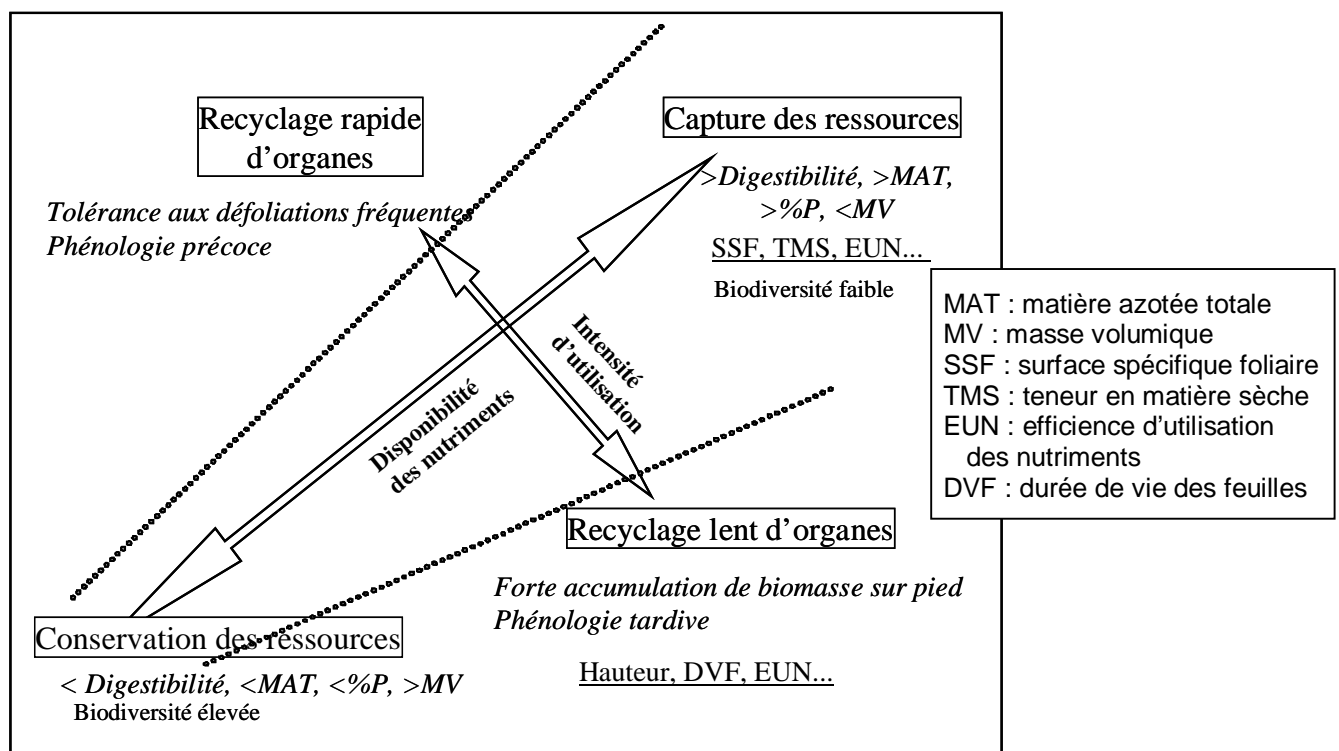 Recyclage rapide
d'organes
Tolérance aux défoliations fréquentes
Phénologie précoce
Capture des ressources
>Digestibilité, >MAT,
>%P, <MV
SSF, TMS, EUN...
Biodiversité faible
Intensité
d'utilisation
Disponibilité
des nutriments
MAT : matière azotée totale
MV : masse volumique
SSF : surface spécifique foliaire
TMS : teneur en matière sèche
EUN : efficience d'utilisation
des nutriments
DVF : durée de vie des feuilles
Recyclage lent d'organes
Forte accumulation de biomasse sur pied
Phénologie tardive
Hauteur, DVF, EUN...
Conservation des ressources
< Digestibilité, <MAT, <%P, >MV
Biodiversité élevée